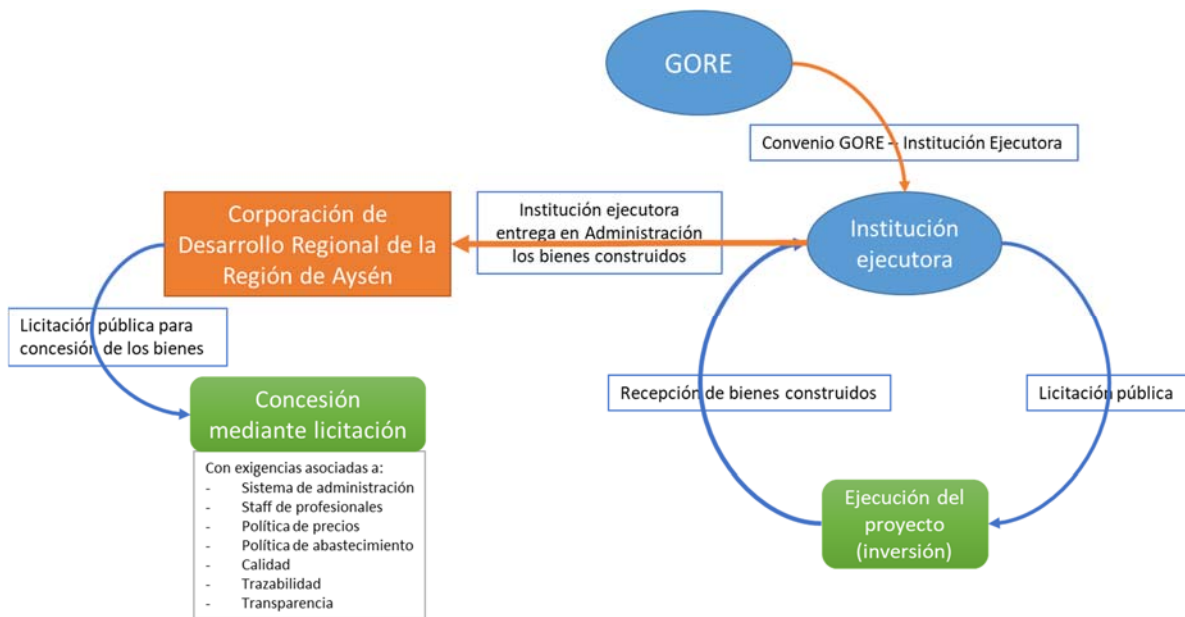 GORE
Convenio GORE – Institución Ejecutora
Corporación de
Desarrollo Regional de la
Región de Aysén
Institución ejecutora
entrega en Administración
los bienes construidos
Institución
ejecutora
Licitación pública para
concesión de los bienes
Concesión
mediante licitación
Recepción de bienes construidos
Licitación pública
Con exigencias asociadas a:
- Sistema de administración
- Staff de profesionales
- Política de precios
- Política de abastecimiento
- Calidad
- Trazabilidad
- Transparencia
Ejecución del
proyecto
(inversión)